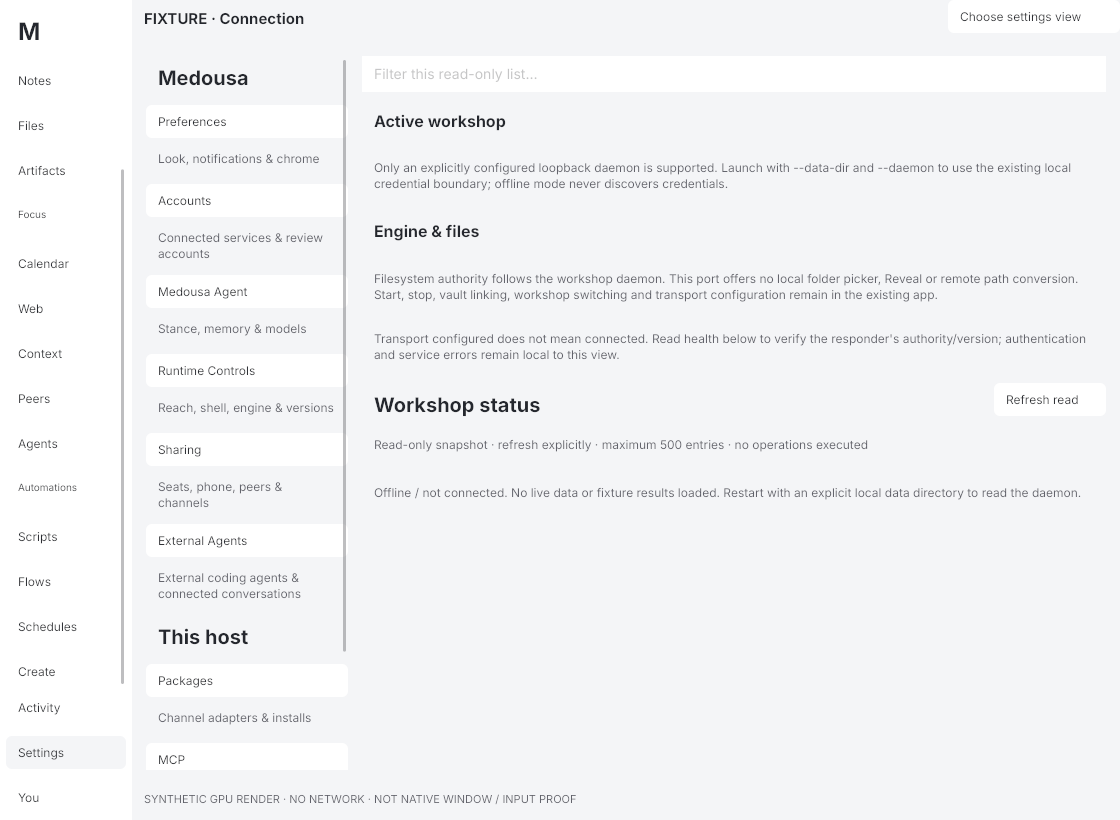 M
Notes
Files
Artifacts
Focus
Calendar
Web
Context
Peers
Agents
Automations
Scripts
Flows
Schedules
Create
Activity
Settings
You
FIXTURE · Connection
Choose settings view
Medousa
Preferences
Look, notifications & chrome
Accounts
Connected services & review
accounts
Medousa Agent
Stance, memory & models
Runtime Controls
Reach, shell, engine & versions
Sharing
Seats, phone, peers &
channels
External Agents
External coding agents &
connected conversations
This host
Packages
Channel adapters & installs
MCP
Filter this read-only list...
Active workshop
Only an explicitly configured loopback daemon is supported. Launch with --data-dir and --daemon to use the existing local
credential boundary; offline mode never discovers credentials.
Engine & files
Filesystem authority follows the workshop daemon. This port offers no local folder picker, Reveal or remote path conversion.
Start, stop, vault linking, workshop switching and transport configuration remain in the existing app.
Transport configured does not mean connected. Read health below to verify the responder's authority/version; authentication
and service errors remain local to this view.
Workshop status
Refresh read
Read-only snapshot · refresh explicitly · maximum 500 entries · no operations executed
Offline / not connected. No live data or fixture results loaded. Restart with an explicit local data directory to read the daemon.
SYNTHETIC GPU RENDER · NO NETWORK · NOT NATIVE WINDOW / INPUT PROOF